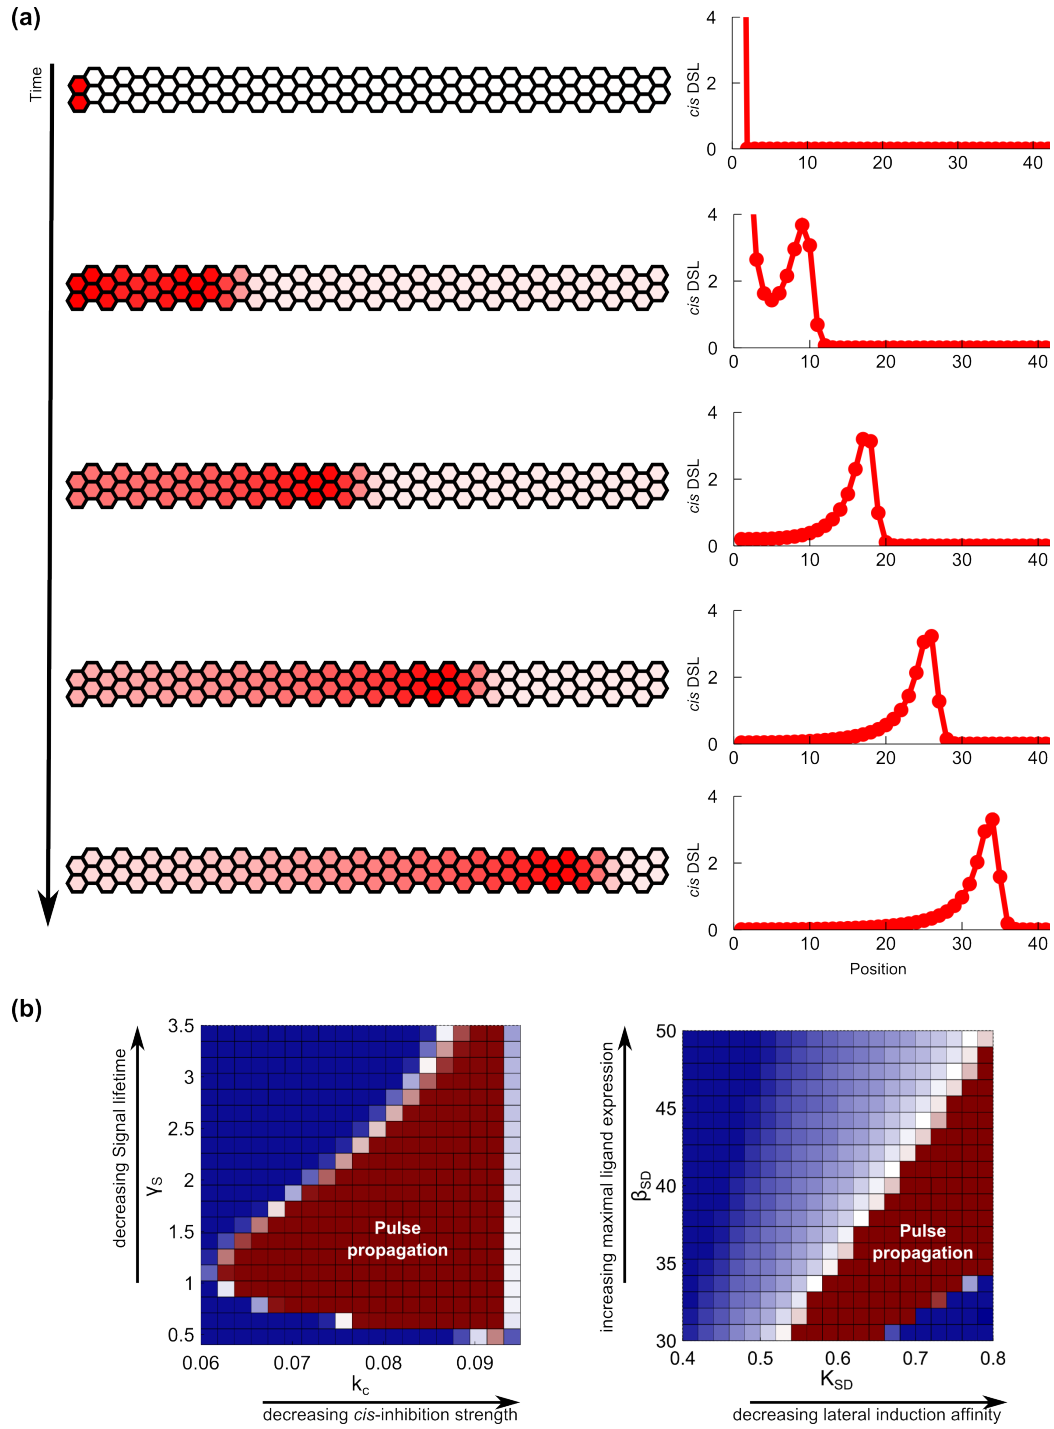 (a)
Time
4
2
0
cis DSL
0 10 20 30 40
4
2
0
cis DSL
0 10 20 30 40
4
2
0
cis DSL
0 10 20 30 40
4
2
0
cis DSL
0 10 20 30 40
4
2
0
cis DSL
0 10 20 30 40
Position
(b)
decreasing Signal lifetime
γS
3.5
3
2.5
2
1.5
1
0.5
Pulse
propagation
0.06 0.07 0.08 0.09
kc
decreasing cis-inhibition strength
increasing maximal ligand expression
βSD
50
45
40
35
30
Pulse
propagation
0.4 0.5 0.6 0.7 0.8
KSD
decreasing lateral induction affinity